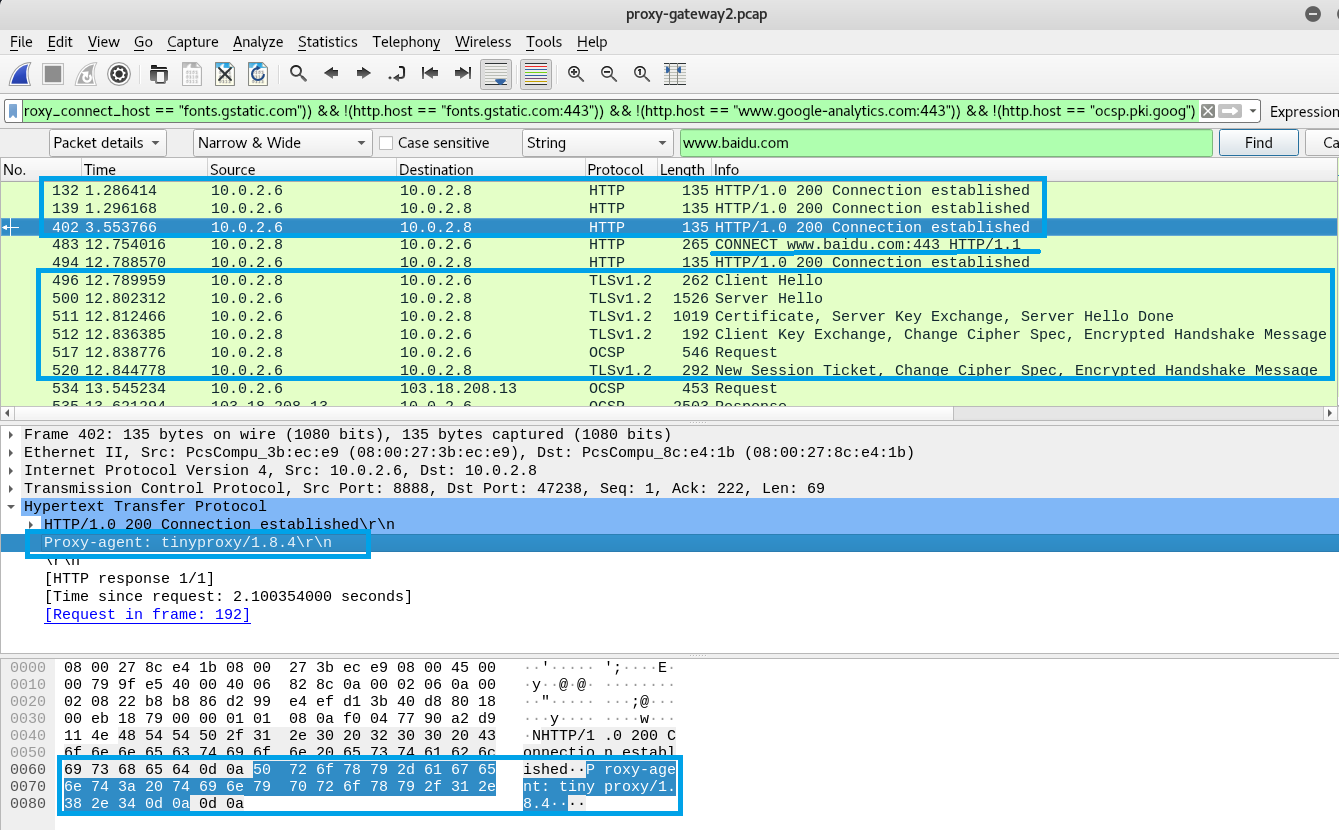 proxy-gateway2.pcap
File Edit View Go Capture Analyze Statistics Telephony Wireless Tools Help
roxy_connect_host == "fonts.gstatic.com")) && !(http.host == "fonts.gstatic.com:443")) && !(http.host == "www.google-analytics.com:443")) && !(http.host == "ocsp.pki.goog") Expression
Packet details Narrow & Wide Case sensitive String www.baidu.com Find Ca
No. Time Source Destination Protocol Length Info
132 1.286414 10.0.2.6 10.0.2.8 HTTP 135 HTTP/1.0 200 Connection established
139 1.296168 10.0.2.6 10.0.2.8 HTTP 135 HTTP/1.0 200 Connection established
402 3.553766 10.0.2.6 10.0.2.8 HTTP 135 HTTP/1.0 200 Connection established
483 12.754016 10.0.2.8 10.0.2.6 HTTP 265 CONNECT www.baidu.com:443 HTTP/1.1
494 12.788570 10.0.2.6 10.0.2.8 HTTP 135 HTTP/1.0 200 Connection established
496 12.789959 10.0.2.8 10.0.2.6 TLSv1.2 262 Client Hello
500 12.802312 10.0.2.6 10.0.2.8 TLSv1.2 1526 Server Hello
511 12.812466 10.0.2.6 10.0.2.8 TLSv1.2 1019 Certificate, Server Key Exchange, Server Hello Done
512 12.836385 10.0.2.8 10.0.2.6 TLSv1.2 192 Client Key Exchange, Change Cipher Spec, Encrypted Handshake Message
517 12.838776 10.0.2.8 10.0.2.6 OCSP 546 Request
520 12.844778 10.0.2.6 10.0.2.8 TLSv1.2 292 New Session Ticket, Change Cipher Spec, Encrypted Handshake Message
534 13.545234 10.0.2.6 103.18.208.13 OCSP 453 Request
535 13.621294 103.18.208.13 10.0.2.6 OCSP 2503 Response
Frame 402: 135 bytes on wire (1080 bits), 135 bytes captured (1080 bits)
Ethernet II, Src: PcsCompu_3b:ec:e9 (08:00:27:3b:ec:e9), Dst: PcsCompu_8c:e4:1b (08:00:27:8c:e4:1b)
Internet Protocol Version 4, Src: 10.0.2.6, Dst: 10.0.2.8
Transmission Control Protocol, Src Port: 8888, Dst Port: 47238, Seq: 1, Ack: 222, Len: 69
Hypertext Transfer Protocol
HTTP/1.0 200 Connection established\r\n
Proxy-agent: tinyproxy/1.8.4\r\n
\r\n
[HTTP response 1/1]
[Time since request: 2.100354000 seconds]
[Request in frame: 192]
0000 08 00 27 8c e4 1b 08 00 27 3b ec e9 08 00 45 00 ··'····· ';····E·
0010 00 79 9f e5 40 00 40 06 82 8c 0a 00 02 06 0a 00 ·y··@·@· ········
0020 02 08 22 b8 b8 86 d2 99 e4 ef d1 3b 40 d8 80 18 ··"····· ···;@···
0030 00 eb 18 79 00 00 01 01 08 0a f0 04 77 90 a2 d9 ···y···· ····w···
0040 11 4e 48 54 54 50 2f 31 2e 30 20 32 30 30 20 43 ·NHTTP/1 .0 200 C
0050 6f 6e 6e 65 63 74 69 6f 6e 20 65 73 74 61 62 6c onnectio n establ
0060 69 73 68 65 64 0d 0a 50 72 6f 78 79 2d 61 67 65 ished··P roxy-age
0070 6e 74 3a 20 74 69 6e 79 70 72 6f 78 79 2f 31 2e nt: tiny proxy/1.
0080 38 2e 34 0d 0a 0d 0a 8.4····